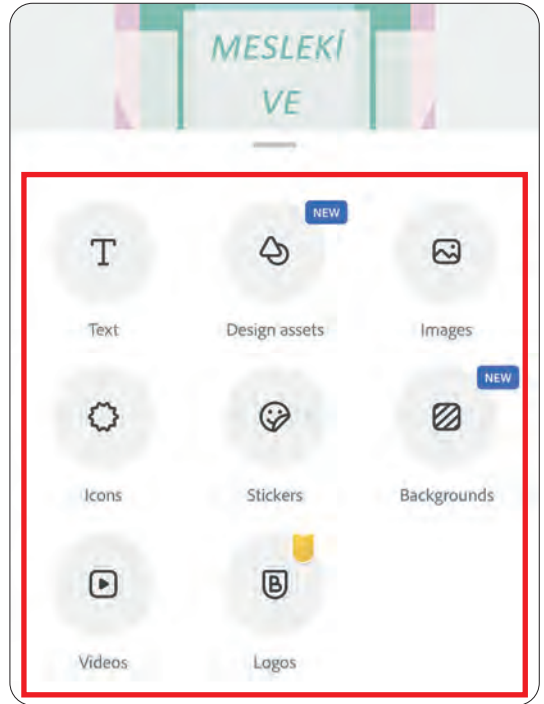 MESLEKİ
VE
NEW
Text
Design assets
Images
NEW
Icons
Stickers
Backgrounds
Videos
Logos